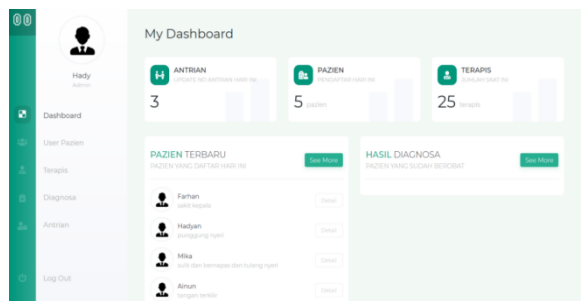 My Dashboard
Hady
Admin
Dashboard
User Pazien
Terapis
Diagnosa
Antrian
Log Out
ANTRIAN
UPDATE NO ANTRIAN HARI INI
3
PAZIEN
PENDAFTAR HARI INI
5 pazien
TERAPIS
JUMLAH SAAT INI
25 terapis
PAZIEN TERBARU
PAZIEN YANG DAFTAR HARI INI
See More
Farhan
sakit kepala
Detail
Hadyan
punggung nyeri
Detail
Mika
sulit dan bernapas dan tulang nyeri
Detail
Ainun
tangan terkilir
Detail
HASIL DIAGNOSA
PAZIEN YANG SUDAH BEROBAT
See More